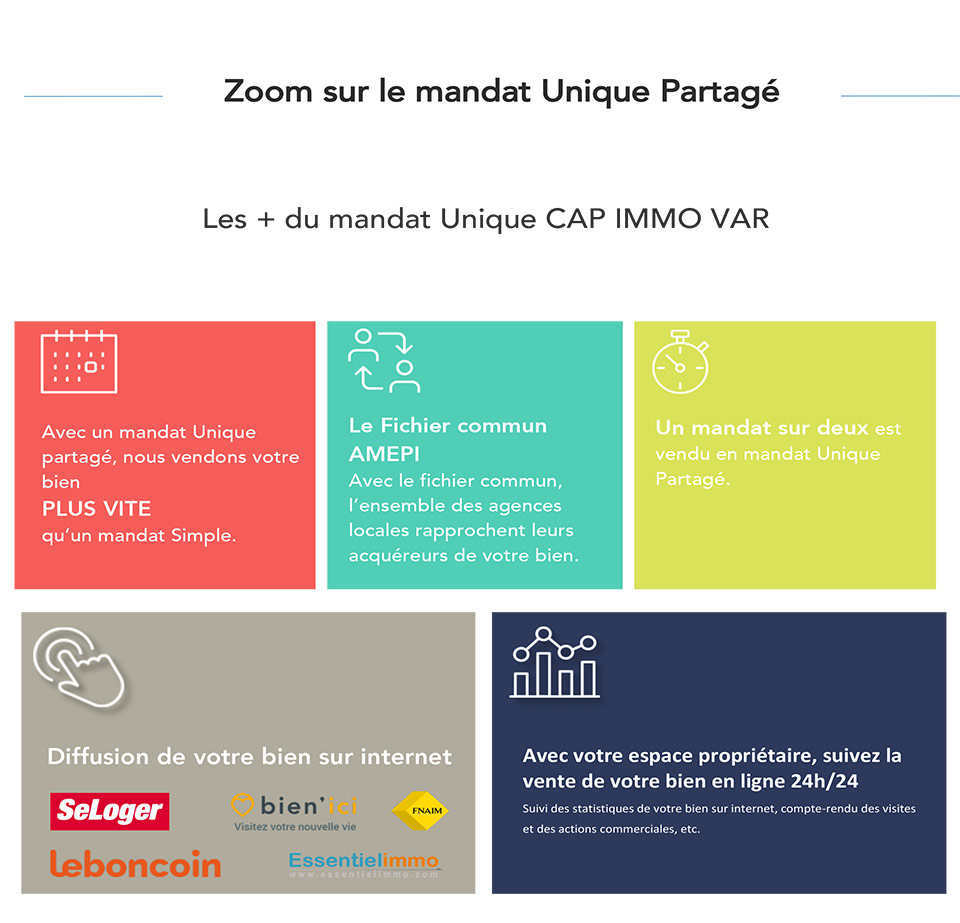 Zoom sur le mandat Unique Partagé
Les + du mandat Unique CAP IMMO VAR
Avec un mandat Unique
partagé, nous vendons votre
bien
PLUS VITE
qu’un mandat Simple.
Le Fichier commun
AMEPI
Avec le fichier commun,
l’ensemble des agences
locales rapprochent leurs
acquéreurs de votre bien.
Un mandat sur deux est
vendu en mandat Unique
Partagé.
Diffusion de votre bien sur internet
SeLoger
bien'ici
Visitez votre nouvelle vie
FNAIM
leboncoin
Essentielimmo
www.essentielimmo.com
Avec votre espace propriétaire, suivez la
vente de votre bien en ligne 24h/24
Suivi des statistiques de votre bien sur internet, compte-rendu des visites
et des actions commerciales, etc.